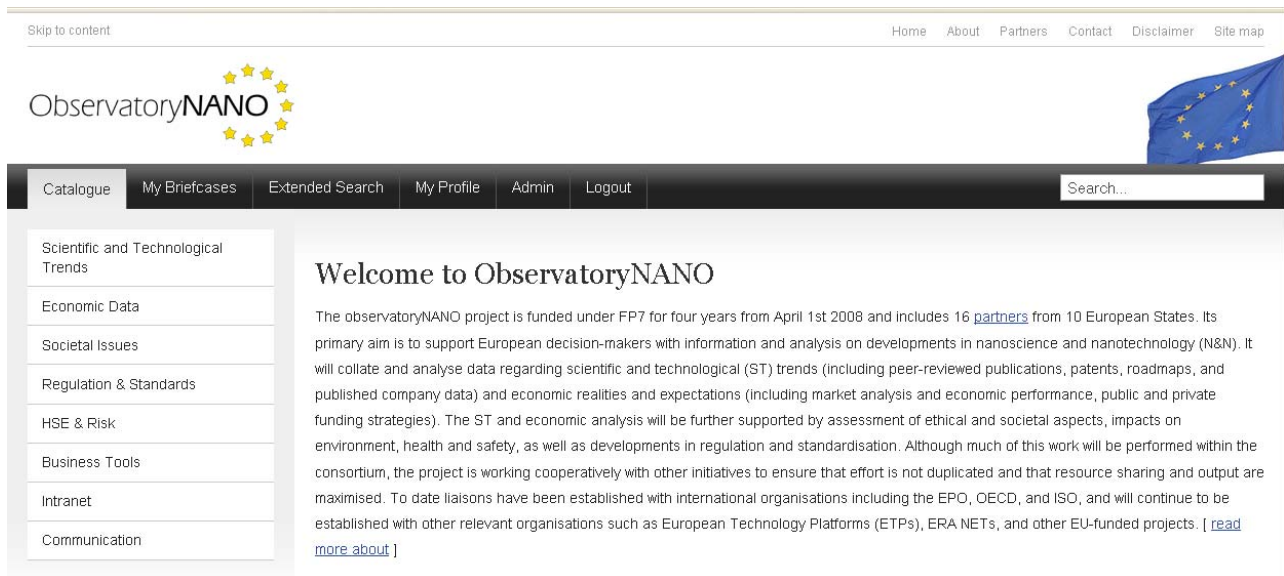 Skip to content
Home About Partners Contact Disclaimer Site map
ObservatoryNANO
Catalogue My Briefcases Extended Search My Profile Admin Logout
Search...
Scientific and Technological
Trends
Economic Data
Societal Issues
Regulation & Standards
HSE & Risk
Business Tools
Intranet
Communication
Welcome to ObservatoryNANO
The observatoryNANO project is funded under FP7 for four years from April 1st 2008 and includes 16 partners from 10 European States. Its
primary aim is to support European decision-makers with information and analysis on developments in nanoscience and nanotechnology (N&N). It
will collate and analyse data regarding scientific and technological (ST) trends (including peer-reviewed publications, patents, roadmaps, and
published company data) and economic realities and expectations (including market analysis and economic performance, public and private
funding strategies). The ST and economic analysis will be further supported by assessment of ethical and societal aspects, impacts on
environment, health and safety, as well as developments in regulation and standardisation. Although much of this work will be performed within the
consortium, the project is working cooperatively with other initiatives to ensure that effort is not duplicated and that resource sharing and output are
maximised. To date liaisons have been established with international organisations including the EPO, OECD, and ISO, and will continue to be
established with other relevant organisations such as European Technology Platforms (ETPs), ERA NETs, and other EU-funded projects. [ read
more about ]